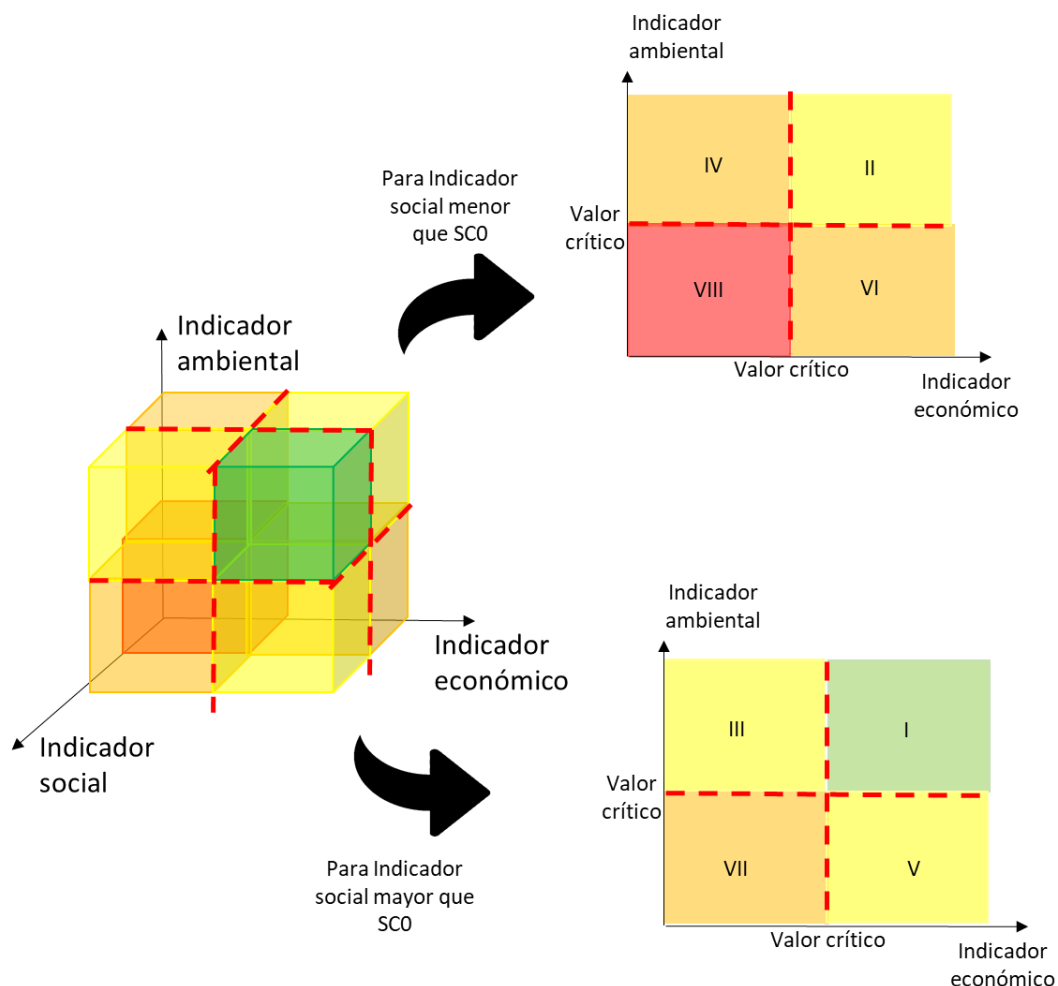 Indicador
ambiental
IV
II
Para Indicador
social menor
que SC0
Valor
crítico
VIII
VI
Valor crítico
Indicador
económico
Indicador
ambiental
Indicador
económico
Indicador
social
Indicador
ambiental
III
I
Valor
crítico
VII
V
Para Indicador
social mayor que
SC0
Valor crítico
Indicador
económico